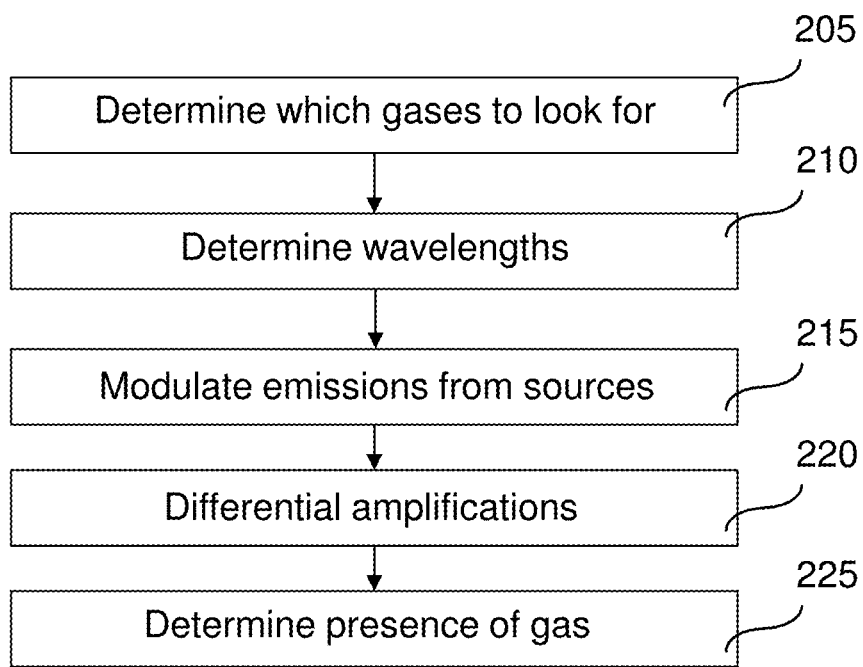 205
Determine which gases to look for
210
Determine wavelengths
215
Modulate emissions from sources
220
Differential amplifications
225
Determine presence of gas